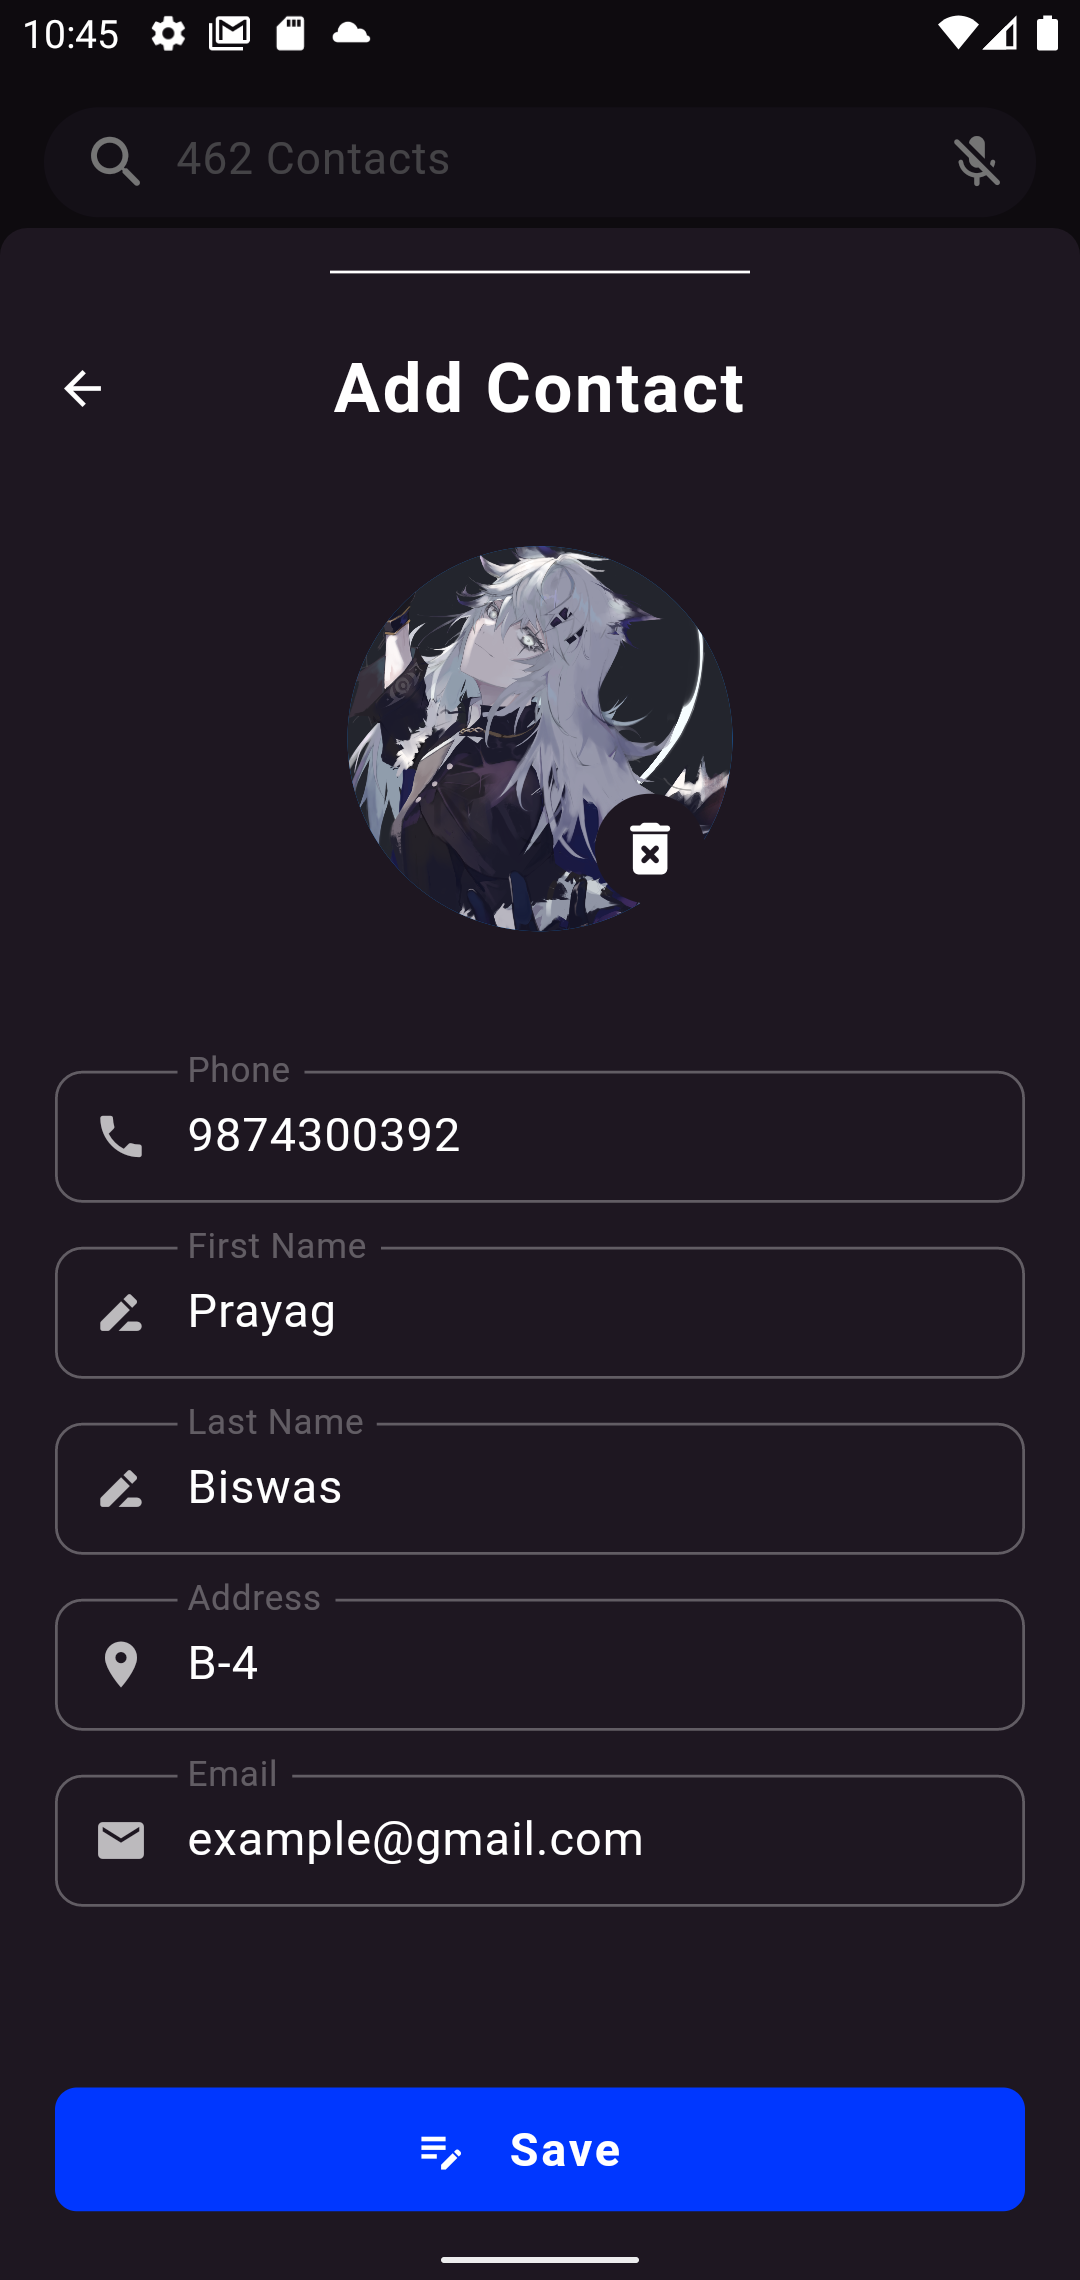 10:45
462 Contacts
Add Contact
Phone
9874300392
First Name
Prayag
Last Name
Biswas
Address
B-4
Email
example@gmail.com
Save